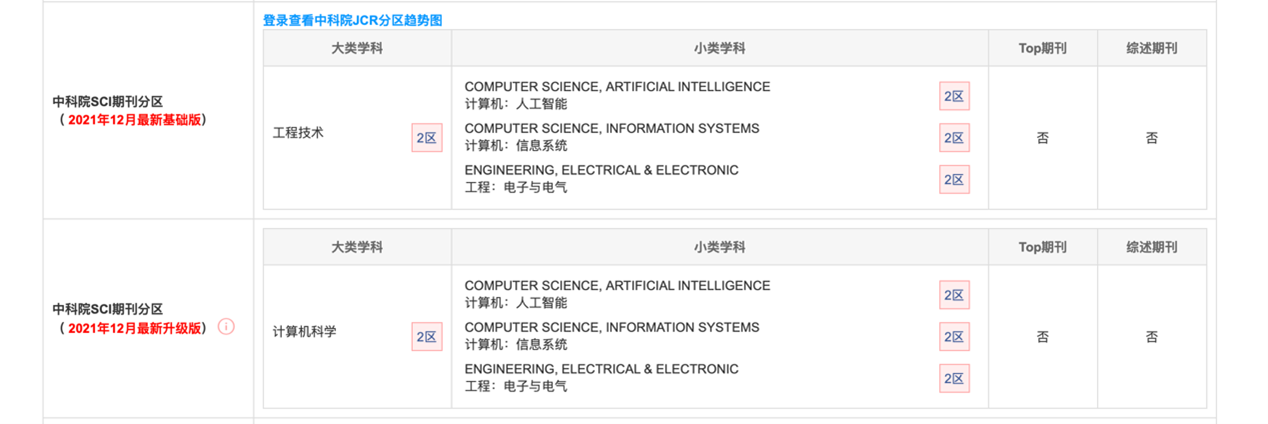 登录查看中科院JCR分区趋势图
大类学科 小类学科 Top期刊 综述期刊
中科院SCI期刊分区
（2021年12月最新基础版）
工程技术 2区
COMPUTER SCIENCE, ARTIFICIAL INTELLIGENCE
计算机：人工智能 2区
COMPUTER SCIENCE, INFORMATION SYSTEMS
计算机：信息系统 2区
ENGINEERING, ELECTRICAL & ELECTRONIC
工程：电子与电气 2区
否 否
大类学科 小类学科 Top期刊 综述期刊
中科院SCI期刊分区
（2021年12月最新升级版）
计算机科学 2区
COMPUTER SCIENCE, ARTIFICIAL INTELLIGENCE
计算机：人工智能 2区
COMPUTER SCIENCE, INFORMATION SYSTEMS
计算机：信息系统 2区
ENGINEERING, ELECTRICAL & ELECTRONIC
工程：电子与电气 2区
否 否